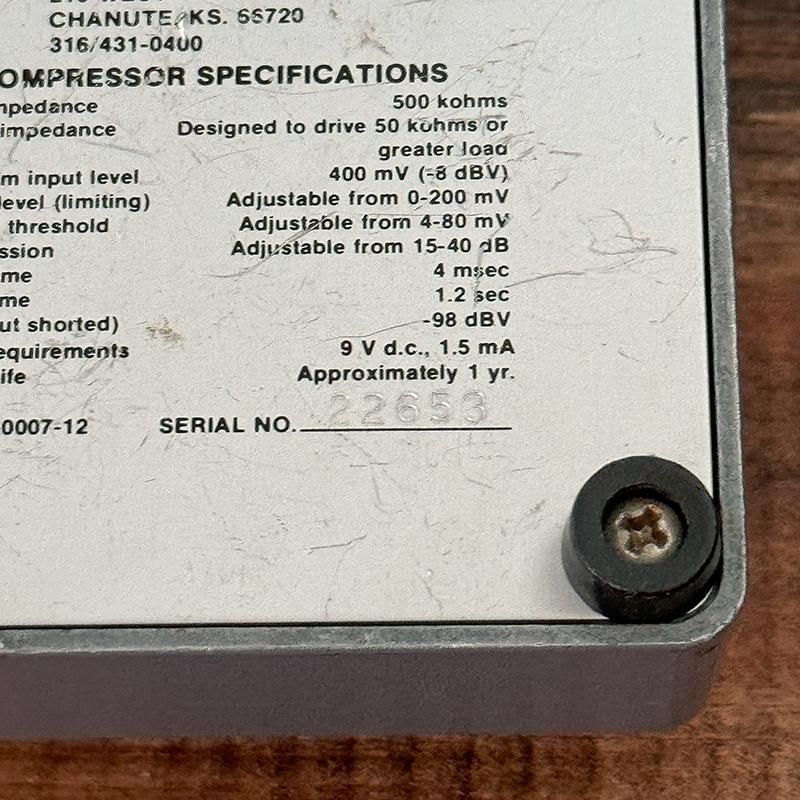 CHANUTE, KS. 66720
316/431-0400
OMPRESSOR SPECIFICATIONS
mpedance 500 kohms
impedance Designed to drive 50 kohms or
greater load
m input level 400 mV (-8 dBV)
level (limiting) Adjustable from 0-200 mV
threshold Adjustable from 4-80 mV
ssion Adjustable from 15-40 dB
me 4 msec
me 1.2 sec
ut shorted) -98 dBV
equirements 9 V d.c., 1.5 mA
ife Approximately 1 yr.
0007-12 SERIAL NO. 22653